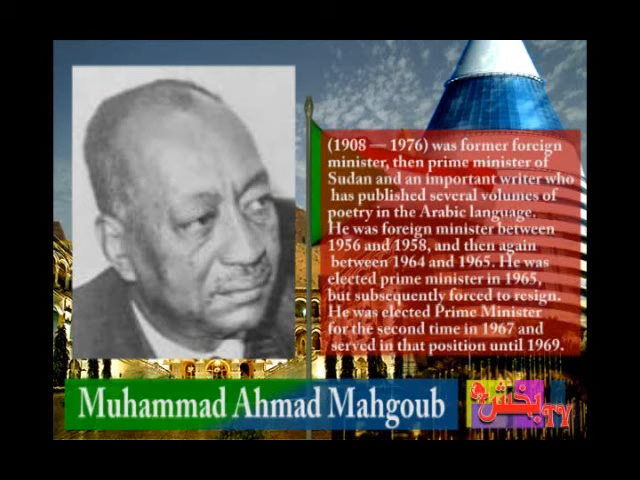 (1908 — 1976) was former foreign
minister, then prime minister of
Sudan and an important writer who
has published several volumes of
poetry in the Arabic language.
He was foreign minister between
1956 and 1958, and then again
between 1964 and 1965. He was
elected prime minister in 1965,
but subsequently forced to resign.
He was elected Prime Minister
for the second time in 1967 and
served in that position until 1969.
Muhammad Ahmad Mahgoub
بخش TV